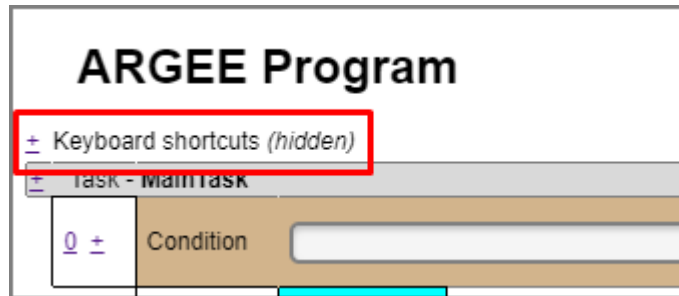 ARGEE Program
+ Keyboard shortcuts (hidden)
+ Task - MainTask
0 + Condition